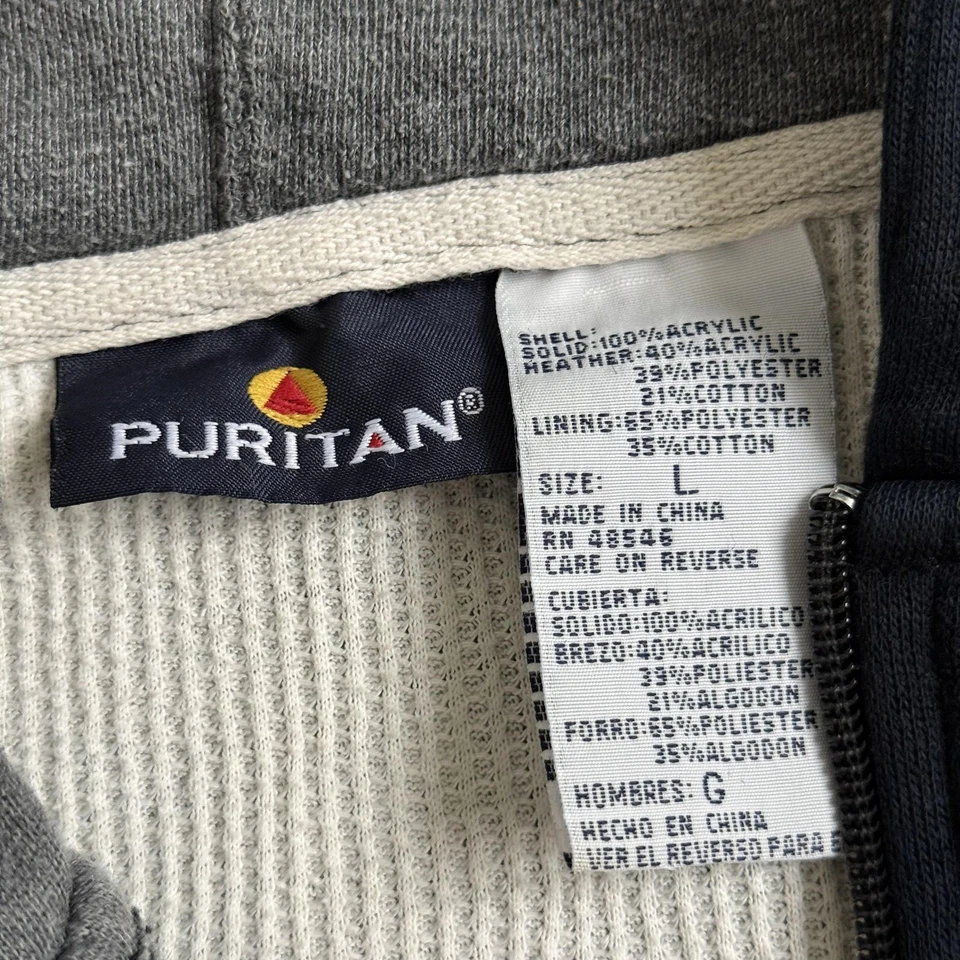 PURITAN®
SHELL:
SOLID:100%ACRYLIC
HEATHER:40%ACRYLIC
39%POLYESTER
21%COTTON
LINING:65%POLYESTER
35%COTTON
SIZE: L
MADE IN CHINA
RN 48546
CARE ON REVERSE
CUBIERTA:
SOLIDO:100%ACRILICO
BREZO:40%ACRILICO
39%POLIESTER
21%ALGODON
FORRO:65%POLIESTER
35%ALGODON
HOMBRES: G
HECHO EN CHINA
VER EL REVERSO PARA